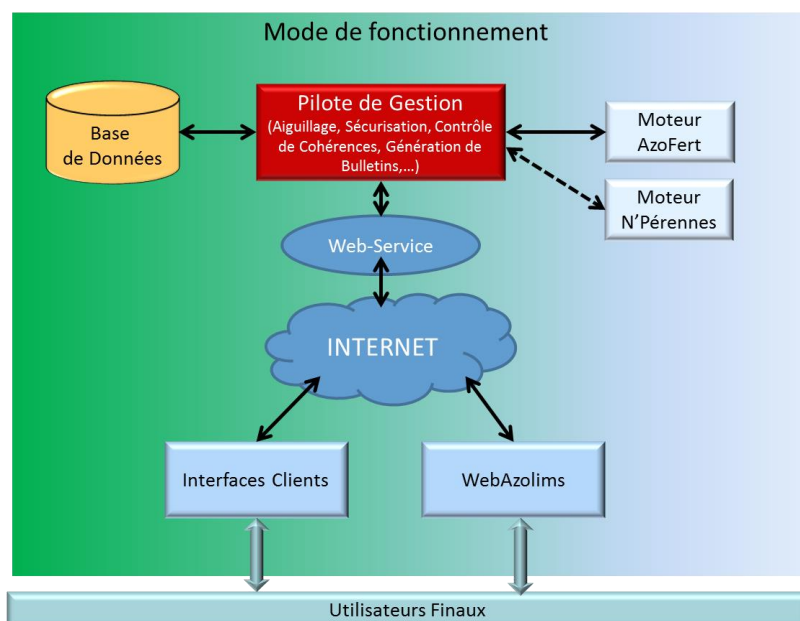 Mode de fonctionnement
Base
de Données
Pilote de Gestion
(Aiguillage, Sécurisation, Contrôle
de Cohérences, Génération de
Bulletins,...)
Moteur
AzoFert
Moteur
N'Pérennes
Web-Service
INTERNET
Interfaces Clients
WebAzolims
Utilisateurs Finaux